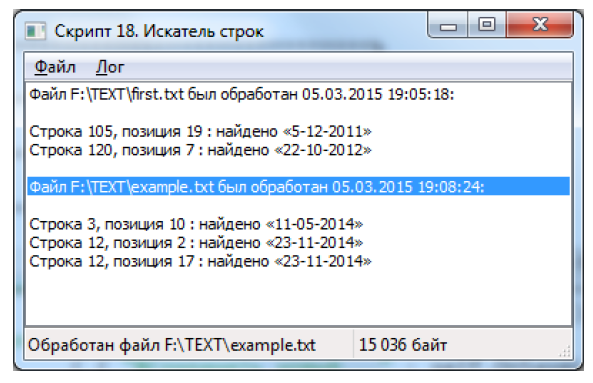 Скрипт 18. Искатель строк
Файл Лог
Файл F:\TEXT\first.txt был обработан 05.03.2015 19:05:18:
Строка 105, позиция 19 : найдено «5-12-2011»
Строка 120, позиция 7 : найдено «22-10-2012»
Файл F:\TEXT\example.txt был обработан 05.03.2015 19:08:24:
Строка 3, позиция 10 : найдено «11-05-2014»
Строка 12, позиция 2 : найдено «23-11-2014»
Строка 12, позиция 17 : найдено «23-11-2014»
Обработан файл F:\TEXT\example.txt 15 036 байт